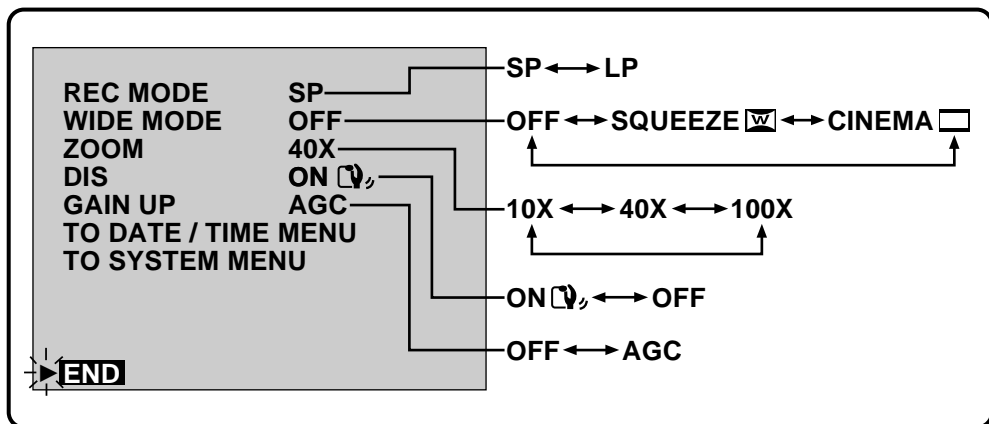 REC MODE SP
WIDE MODE OFF
ZOOM 40X
DIS ON
GAIN UP AGC
TO DATE / TIME MENU
TO SYSTEM MENU
END
SP LP
OFF SQUEEZE W CINEMA
10X 40X 100X
ON OFF
OFF AGC